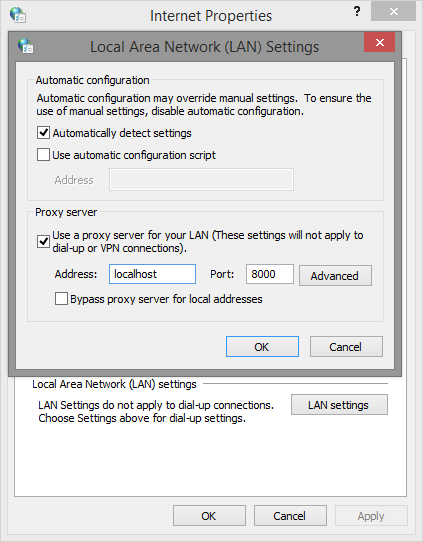 Internet Properties
?
Local Area Network (LAN) Settings
Automatic configuration
Automatic configuration may override manual settings. To ensure the
use of manual settings, disable automatic configuration.
Automatically detect settings
Use automatic configuration script
Address
Proxy server
Use a proxy server for your LAN (These settings will not apply to
dial-up or VPN connections).
Address: localhost Port: 8000 Advanced
Bypass proxy server for local addresses
OK Cancel
Local Area Network (LAN) settings
LAN Settings do not apply to dial-up connections. LAN settings
Choose Settings above for dial-up settings.
OK Cancel Apply